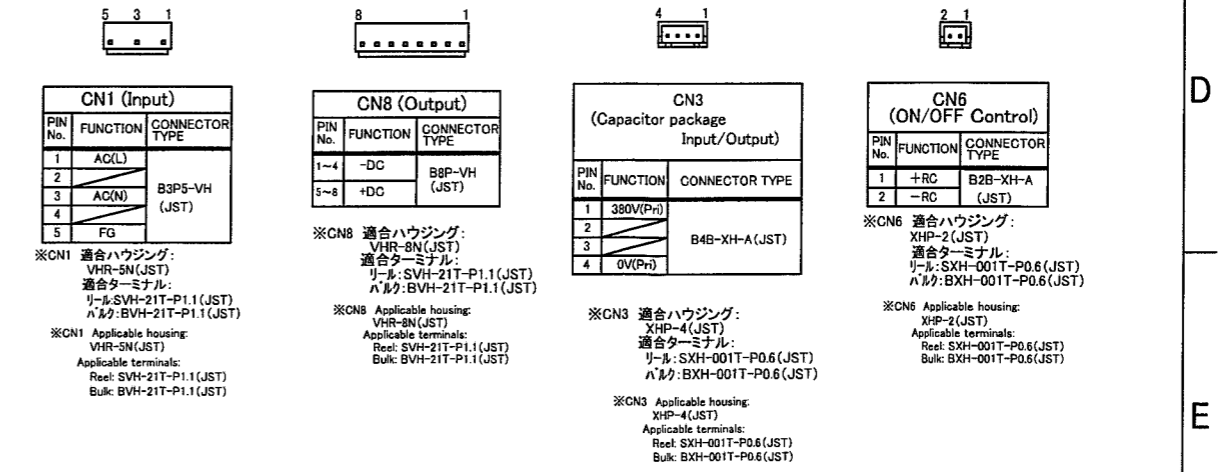 5 3 1
CN1 (Input)
PIN No. FUNCTION CONNECTOR TYPE
1 AC(L)
2
3 AC(N)
4
5 FG
B3P5-VH
(JST)
※CN1 適合ハウジング:
VHR-5N(JST)
適合ターミナル:
リール:SVH-21T-P1.1(JST)
バルク:BVH-21T-P1.1(JST)
※CN1 Applicable housing:
VHR-5N(JST)
Applicable terminals:
Reel: SVH-21T-P1.1(JST)
Bulk: BVH-21T-P1.1(JST)
8 1
CN8 (Output)
PIN No. FUNCTION CONNECTOR TYPE
1~4 -DC
5~8 +DC
B8P-VH
(JST)
※CN8 適合ハウジング:
VHR-8N(JST)
適合ターミナル:
リール:SVH-21T-P1.1(JST)
バルク:BVH-21T-P1.1(JST)
※CN8 Applicable housing:
VHR-8N(JST)
Applicable terminals:
Reel: SVH-21T-P1.1(JST)
Bulk: BVH-21T-P1.1(JST)
4 1
CN3
(Capacitor package
Input/Output)
PIN No. FUNCTION CONNECTOR TYPE
1 380V(Pri)
2
3
4 0V(Pri)
B4B-XH-A(JST)
※CN3 適合ハウジング:
XHP-4(JST)
適合ターミナル:
リール:SXH-001T-P0.6(JST)
バルク:BXH-001T-P0.6(JST)
※CN3 Applicable housing:
XHP-4(JST)
Applicable terminals:
Reel: SXH-001T-P0.6(JST)
Bulk: BXH-001T-P0.6(JST)
2 1
CN6
(ON/OFF Control)
PIN No. FUNCTION CONNECTOR TYPE
1 +RC
2 -RC
B2B-XH-A
(JST)
※CN6 適合ハウジング:
XHP-2(JST)
適合ターミナル:
リール:SXH-001T-P0.6(JST)
バルク:BXH-001T-P0.6(JST)
※CN6 Applicable housing:
XHP-2(JST)
Applicable terminals:
Reel: SXH-001T-P0.6(JST)
Bulk: BXH-001T-P0.6(JST)
D
E